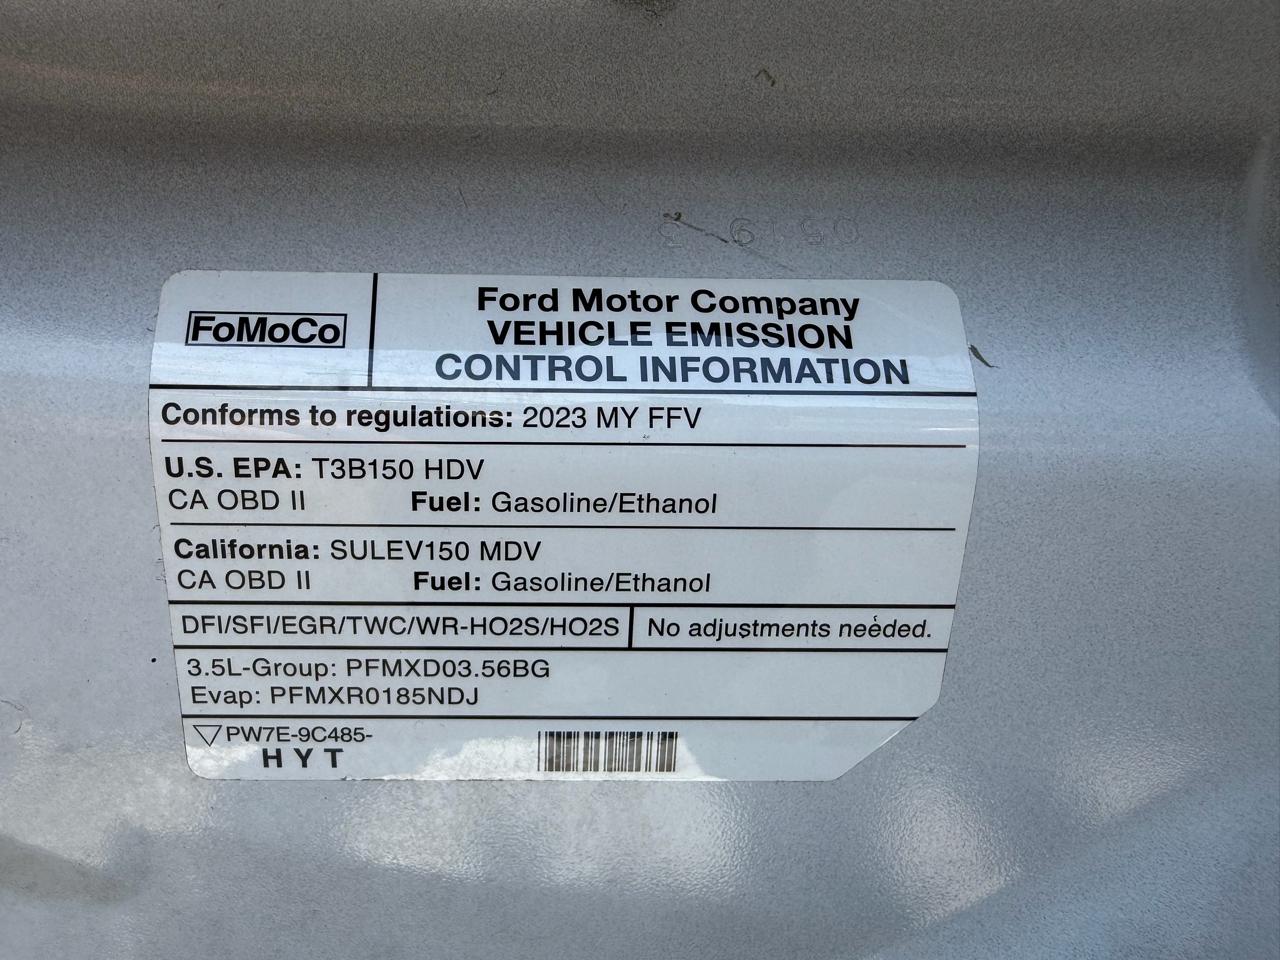 FoMoCo
Ford Motor Company
VEHICLE EMISSION
CONTROL INFORMATION
Conforms to regulations: 2023 MY FFV
U.S. EPA: T3B150 HDV
CA OBD II Fuel: Gasoline/Ethanol
California: SULEV150 MDV
CA OBD II Fuel: Gasoline/Ethanol
DFI/SFI/EGR/TWC/WR-HO2S/HO2S No adjustments needed.
3.5L-Group: PFMXD03.56BG
Evap: PFMXR0185NDJ
PW7E-9C485-
H Y T